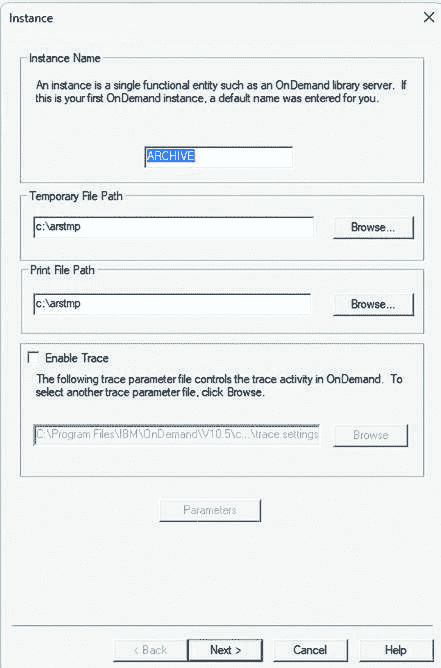 Instance
Instance Name
An instance is a single functional entity such as an OnDemand library server. If
this is your first OnDemand instance, a default name was entered for you.
ARCHIVE
Temporary File Path
c:\arstmp
Browse...
Print File Path
c:\arstmp
Browse...
Enable Trace
The following trace parameter file controls the trace activity in OnDemand. To
select another trace parameter file, click Browse.
C:\Program Files\IBM\OnDemand\V10.5\c...\trace.settings
Browse
Parameters
< Back
Next >
Cancel
Help